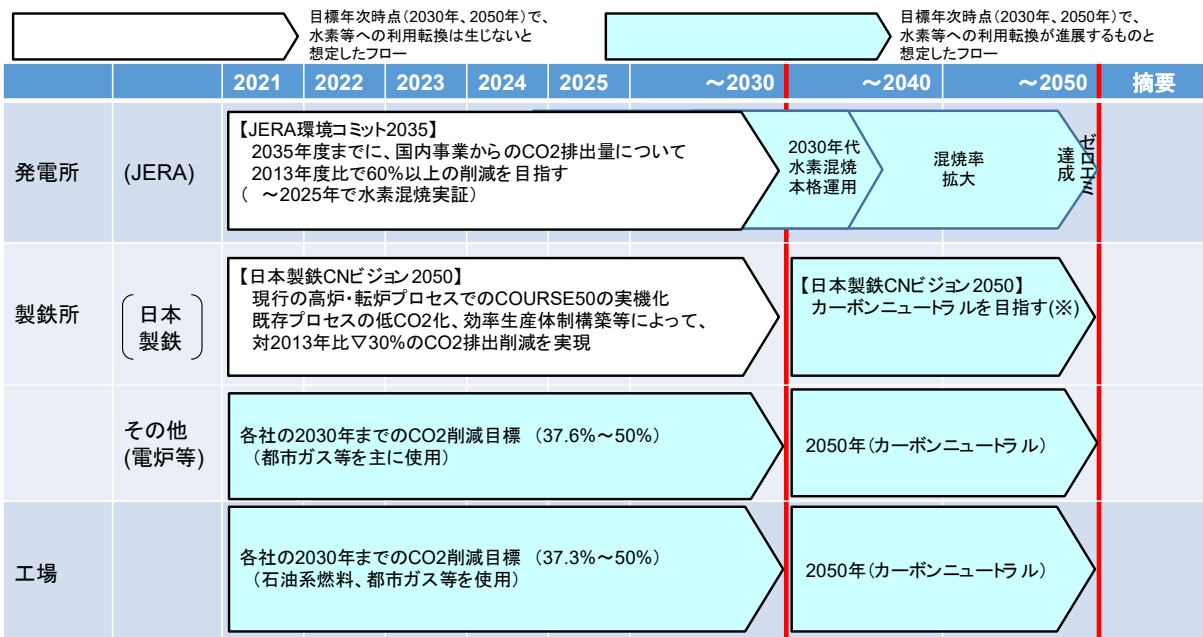 目標年次時点(2030年、2050年)で、
水素等への利用転換は生じないと
想定したフロー
目標年次時点(2030年、2050年)で、
水素等への利用転換が進展するものと
想定したフロー
2021 2022 2023 2024 2025 ～2030 ～2040 ～2050 摘要
発電所 (JERA)
【JERA環境コミット2035】
2035年度までに、国内事業からのCO2排出量について
2013年度比で60%以上の削減を目指す
( ～2025年で水素混焼実証)
2030年代
水素混焼
本格運用
混焼率
拡大
ゼロエミ
達成
製鉄所
日本
製鉄
【日本製鉄CNビジョン2050】
現行の高炉・転炉プロセスでのCOURSE50の実機化
既存プロセスの低CO2化、効率生産体制構築等によって、
対2013年比▽30%のCO2排出削減を実現
【日本製鉄CNビジョン2050】
カーボンニュートラルを目指す(※)
その他
(電炉等)
各社の2030年までのCO2削減目標 (37.6%～50%)
(都市ガス等を主に使用)
2050年(カーボンニュートラル)
工場
各社の2030年までのCO2削減目標 (37.3%～50%)
(石油系燃料、都市ガス等を使用)
2050年(カーボンニュートラル)